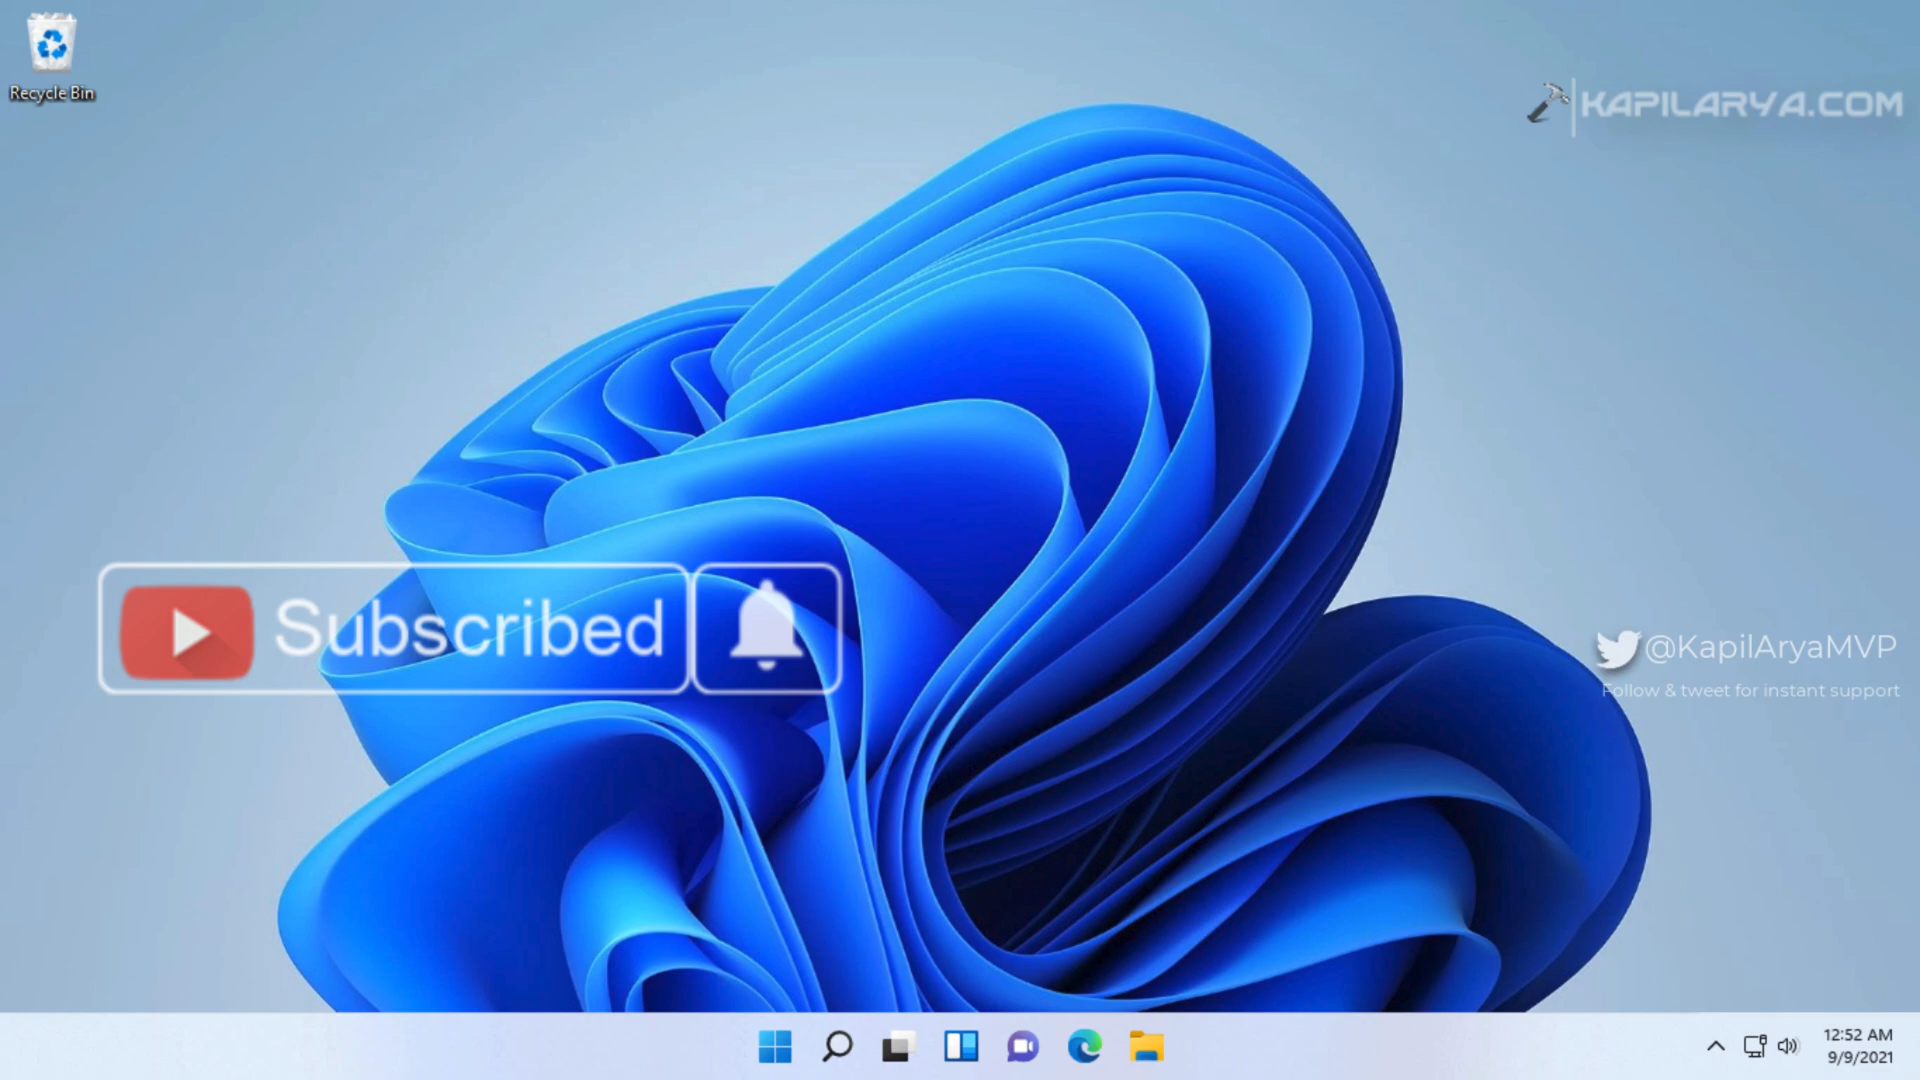 Recycle Bin
KAPILARYA.COM
Subscribed
@KapilAryaMVP
Follow & tweet for instant support
12:52 AM
9/9/2021